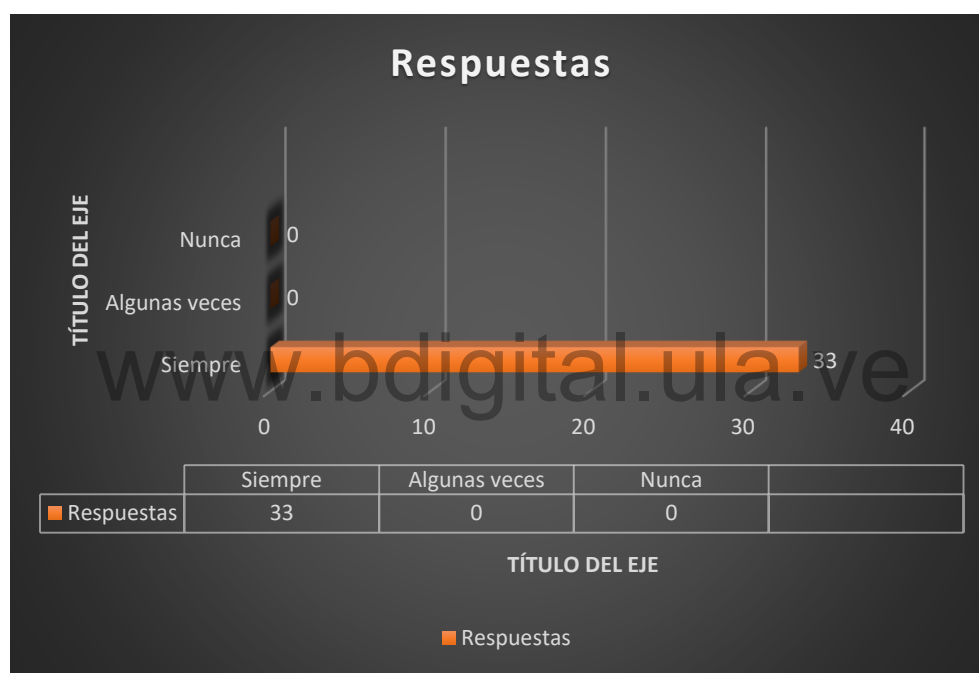 Respuestas
TÍTULO DEL EJE
Nunca 0
Algunas veces 0
Siempre 33
www.bdigital.ula.ve
0 10 20 30 40
Siempre Algunas veces Nunca
Respuestas 33 0 0
TÍTULO DEL EJE
Respuestas